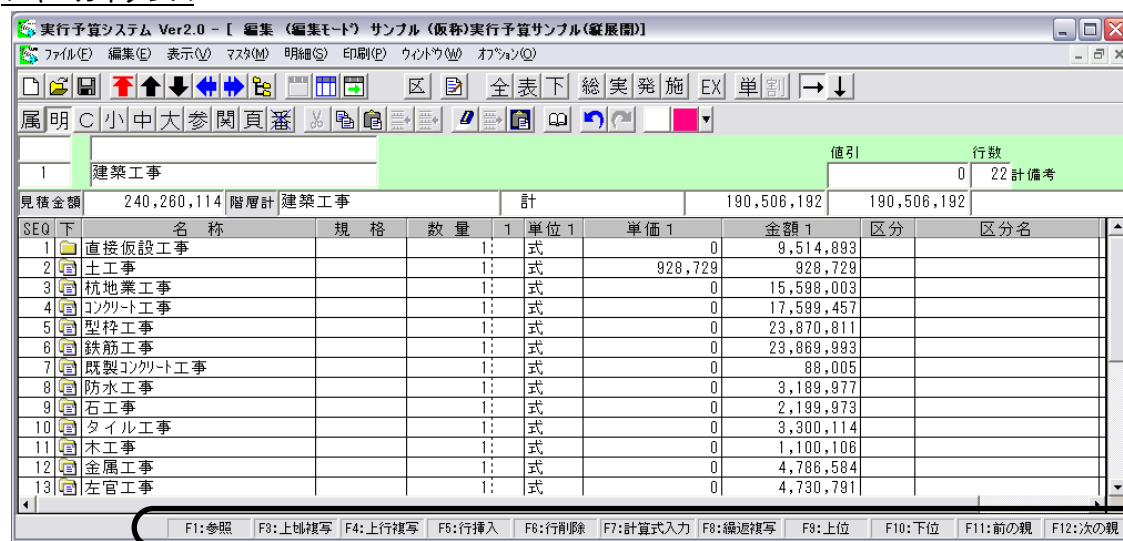 実行予算システム Ver2.0 - [ 編集 （編集ﾓｰﾄﾞ） サンプル （仮称)実行予算サンプル(縦展開)]
ﾌｧｲﾙ(F) 編集(E) 表示(V) ﾏｽﾀ(M) 明細(S) 印刷(P) ｳｨﾝﾄﾞｳ(W) ｵﾌﾟｼｮﾝ(O)
区 全 表 下 総 実 発 施 EX 単 割 → ↓
属 明 C 小 中 大 参 関 頁 番
値引 行数
1 建築工事 0 22 計備考
見積金額 240,260,114 階層計 建築工事 計 190,506,192 190,506,192
SEQ 下 名 称 規 格 数 量 1 単位 1 単価 1 金額 1 区分 区分名
1 直接仮設工事 1 式 0 9,514,893
2 土工事 1 式 928,729 928,729
3 杭地業工事 1 式 0 15,598,003
4 ｺﾝｸﾘｰﾄ工事 1 式 0 17,599,457
5 型枠工事 1 式 0 23,870,811
6 鉄筋工事 1 式 0 23,869,993
7 既製ｺﾝｸﾘｰﾄ工事 1 式 0 88,005
8 防水工事 1 式 0 3,189,977
9 石工事 1 式 0 2,199,973
10 タイル工事 1 式 0 3,300,114
11 木工事 1 式 0 1,100,106
12 金属工事 1 式 0 4,786,584
13 左官工事 1 式 0 4,730,791
F1:参照 F3:上ｾﾙ複写 F4:上行複写 F5:行挿入 F6:行削除 F7:計算式入力 F8:繰返複写 F9:上位 F10:下位 F11:前の親 F12:次の親